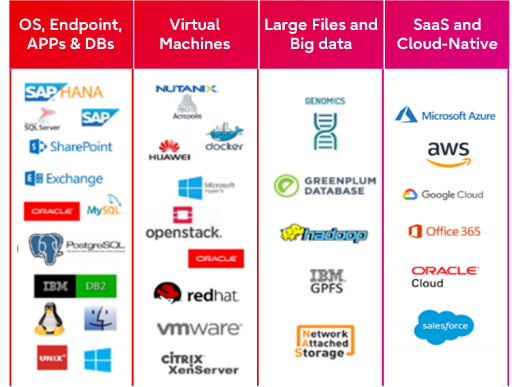 OS, Endpoint,
APPs & DBs
SAP HANA
SQL Server
SAP
SharePoint
Exchange
ORACLE
MySQL
PostgreSQL
IBM DB2
UNIX
Virtual
Machines
NUTANIX
Acropolis
docker
HUAWEI
Microsoft
openstack.
ORACLE
redhat.
vmware
CITRIX
XenServer
Large Files and
Big data
GENOMICS
GREENPLUM
DATABASE
hadoop
IBM
GPFS
Network
Attached
Storage
SaaS and
Cloud-Native
Microsoft Azure
aws
Google Cloud
Office 365
ORACLE
Cloud
salesforce